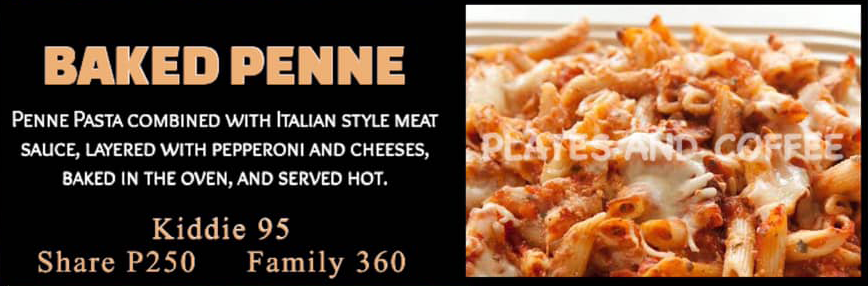 BAKED PENNE
PENNE PASTA COMBINED WITH ITALIAN STYLE MEAT
SAUCE, LAYERED WITH PEPPERONI AND CHEESES,
BAKED IN THE OVEN, AND SERVED HOT.
Kiddie 95
Share P250 Family 360
PLATES AND COFFEE